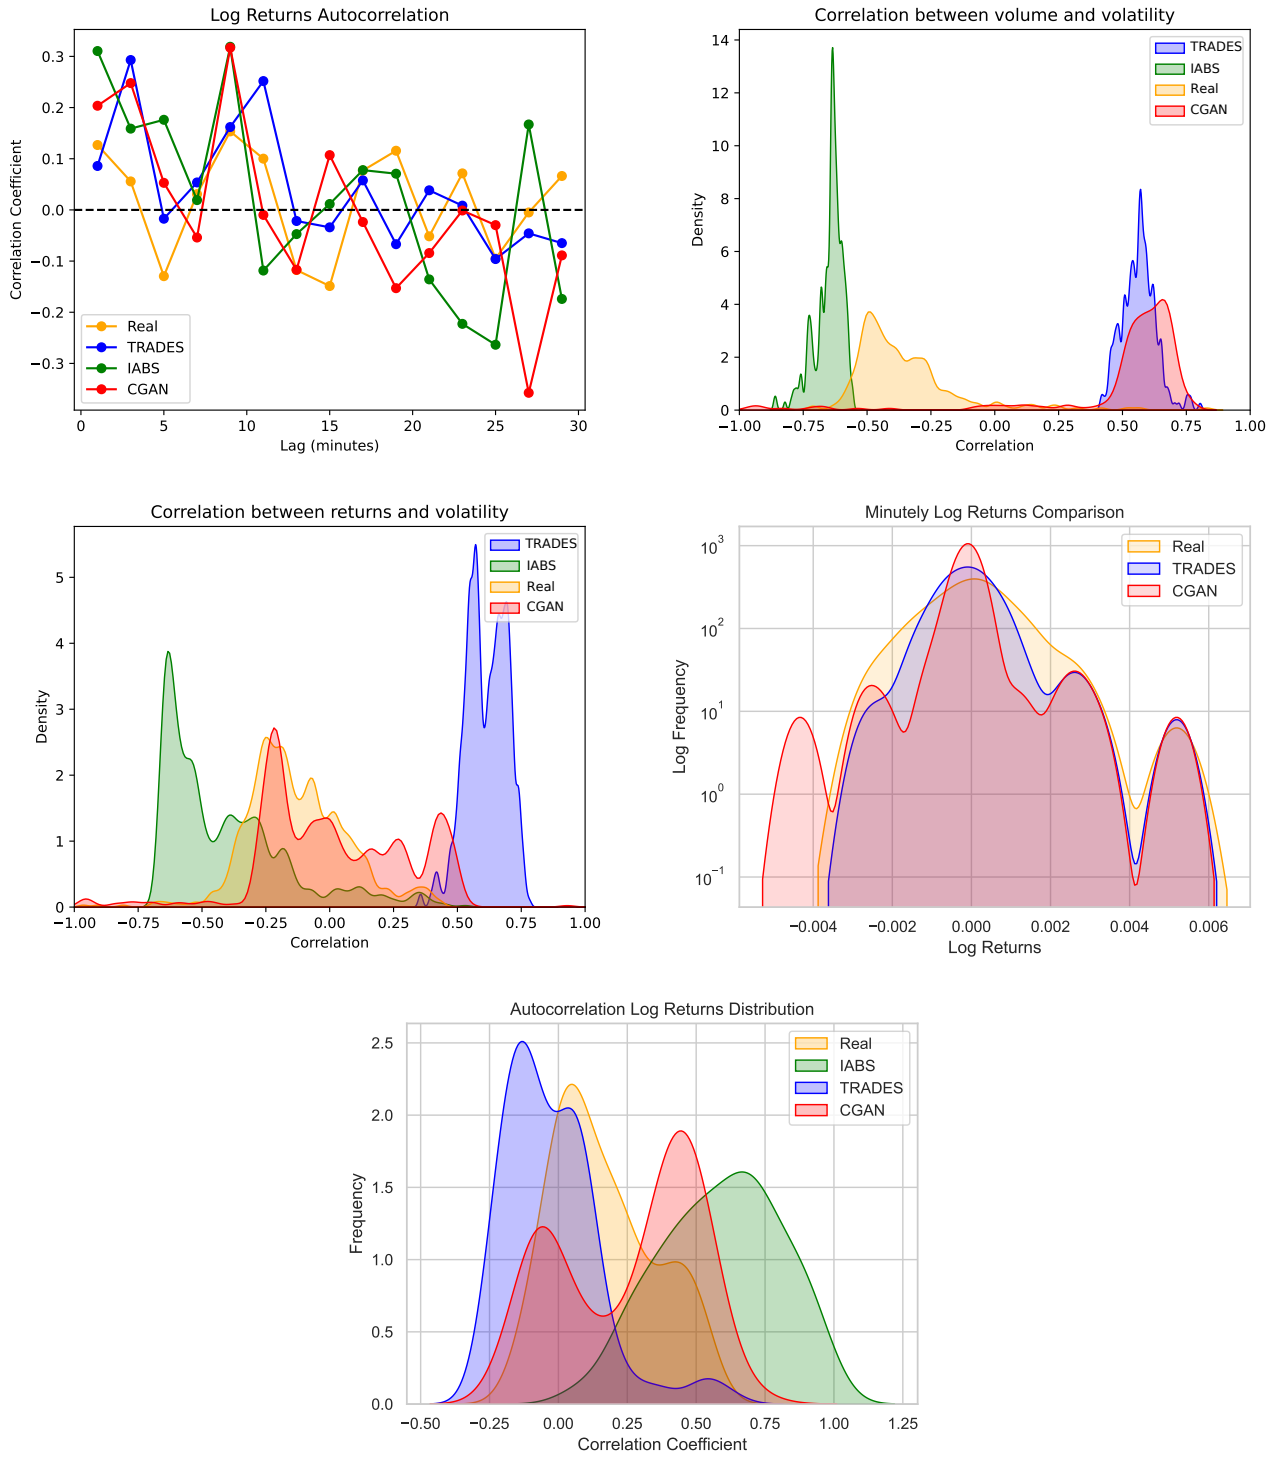 Log Returns Autocorrelation
Correlation Coefficient
0.3
0.2
0.1
0.0
−0.1
−0.2
−0.3
Real
TRADES
IABS
CGAN
0 5 10 15 20 25 30
Lag (minutes)
Correlation between volume and volatility
Density
14
12
10
8
6
4
2
0
TRADES
IABS
Real
CGAN
−1.00 −0.75 −0.50 −0.25 0.00 0.25 0.50 0.75 1.00
Correlation
Correlation between returns and volatility
Density
5
4
3
2
1
0
TRADES
IABS
Real
CGAN
−1.00 −0.75 −0.50 −0.25 0.00 0.25 0.50 0.75 1.00
Correlation
Minutely Log Returns Comparison
Log Frequency
10³
10²
10¹
10⁰
10⁻¹
Real
TRADES
CGAN
−0.004 −0.002 0.000 0.002 0.004 0.006
Log Returns
Autocorrelation Log Returns Distribution
Frequency
2.5
2.0
1.5
1.0
0.5
0.0
Real
IABS
TRADES
CGAN
−0.50 −0.25 0.00 0.25 0.50 0.75 1.00 1.25
Correlation Coefficient